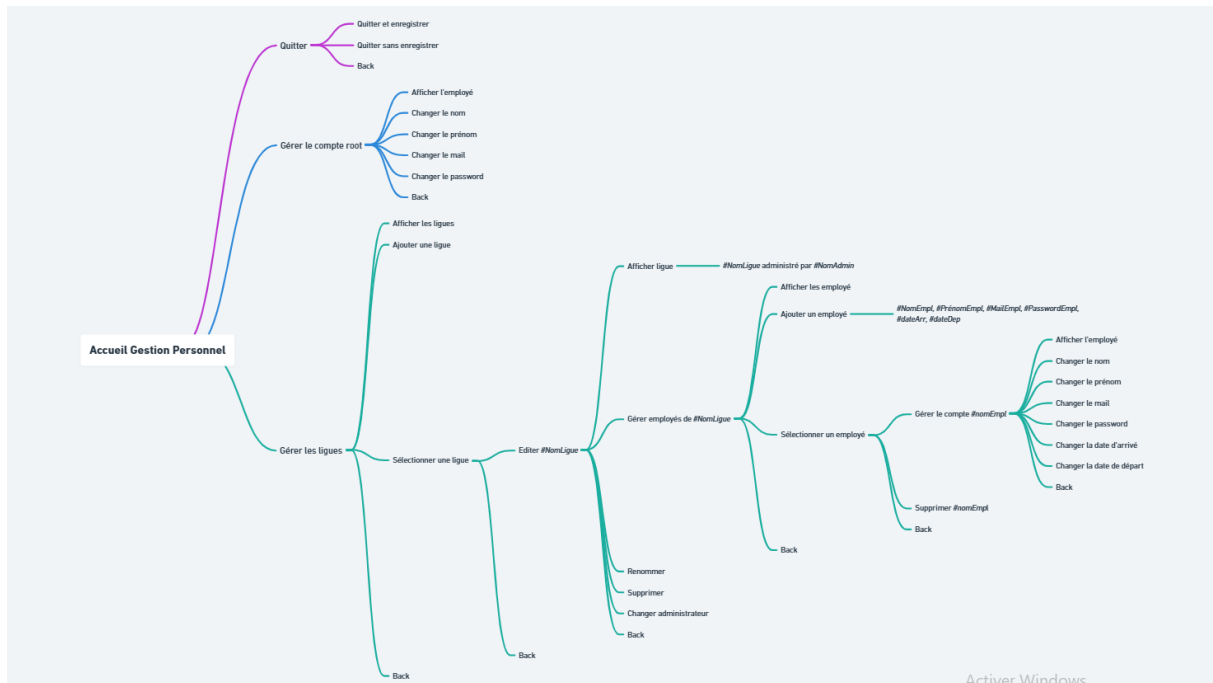 Quitter et enregistrer
Quitter
Quitter sans enregistrer
Back
Afficher l'employé
Changer le nom
Changer le prénom
Gérer le compte root
Changer le mail
Changer le password
Back
Afficher les ligues
Ajouter une ligue
Afficher ligue
#NomLigue administré par #NomAdmin
Afficher les employé
Ajouter un employé
#NomEmpl, #PrénomEmpl, #MailEmpl, #PasswordEmpl,
#dateArr, #dateDep
Accueil Gestion Personnel
Afficher l'employé
Changer le nom
Changer le prénom
Changer le mail
Gérer le compte #nomEmpl
Changer le password
Gérer employés de #NomLigue
Sélectionner un employé
Changer la date d'arrivé
Changer la date de départ
Back
Gérer les ligues
Sélectionner une ligue
Editer #NomLigue
Supprimer #nomEmpl
Back
Back
Renommer
Supprimer
Changer administrateur
Back
Back
Back
Activer Windows